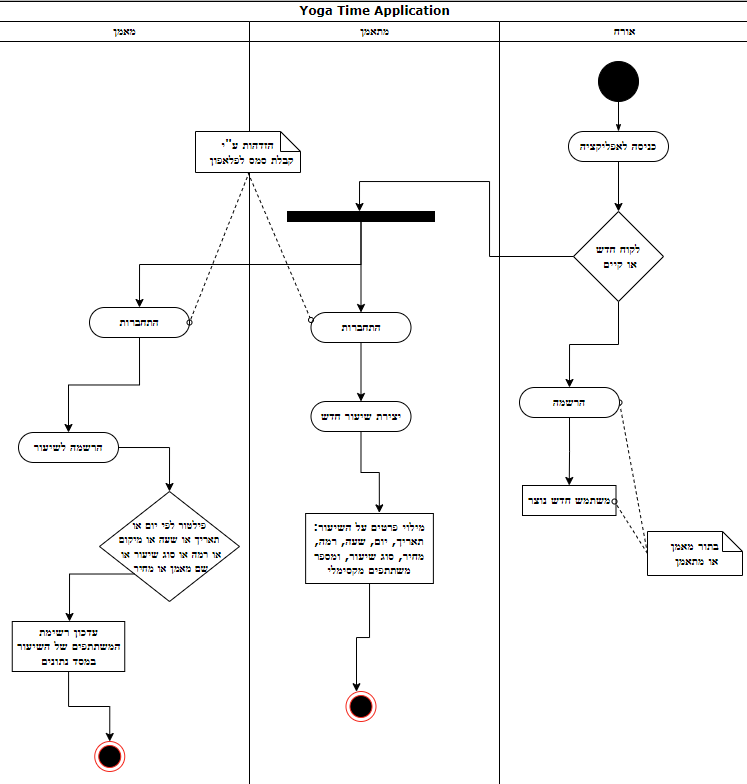 Yoga Time Application
אורח
מתאמן
מאמן
כניסה לאפליקציה
הזדהות ע"י
קבלת סמס לפלאפון
לקוח חדש
או קיים
התחברות
התחברות
הרשמה
יצירת שיעור חדש
הרשמה לשיעור
משתמש חדש נוצר
מילוי פרטים על השיעור:
תאריך, יום, שעה, רמה,
מחיר, סוג שיעור, ומספר
משתתפים מקסימלי
פילטור לפי יום או
תאריך או שעה או מיקום
או רמה או סוג שיעור או
שם מאמן או מחיר
בתור מאמן
או מתאמן
עדכון רשימת
המשתתפים של השיעור
במסד נתונים